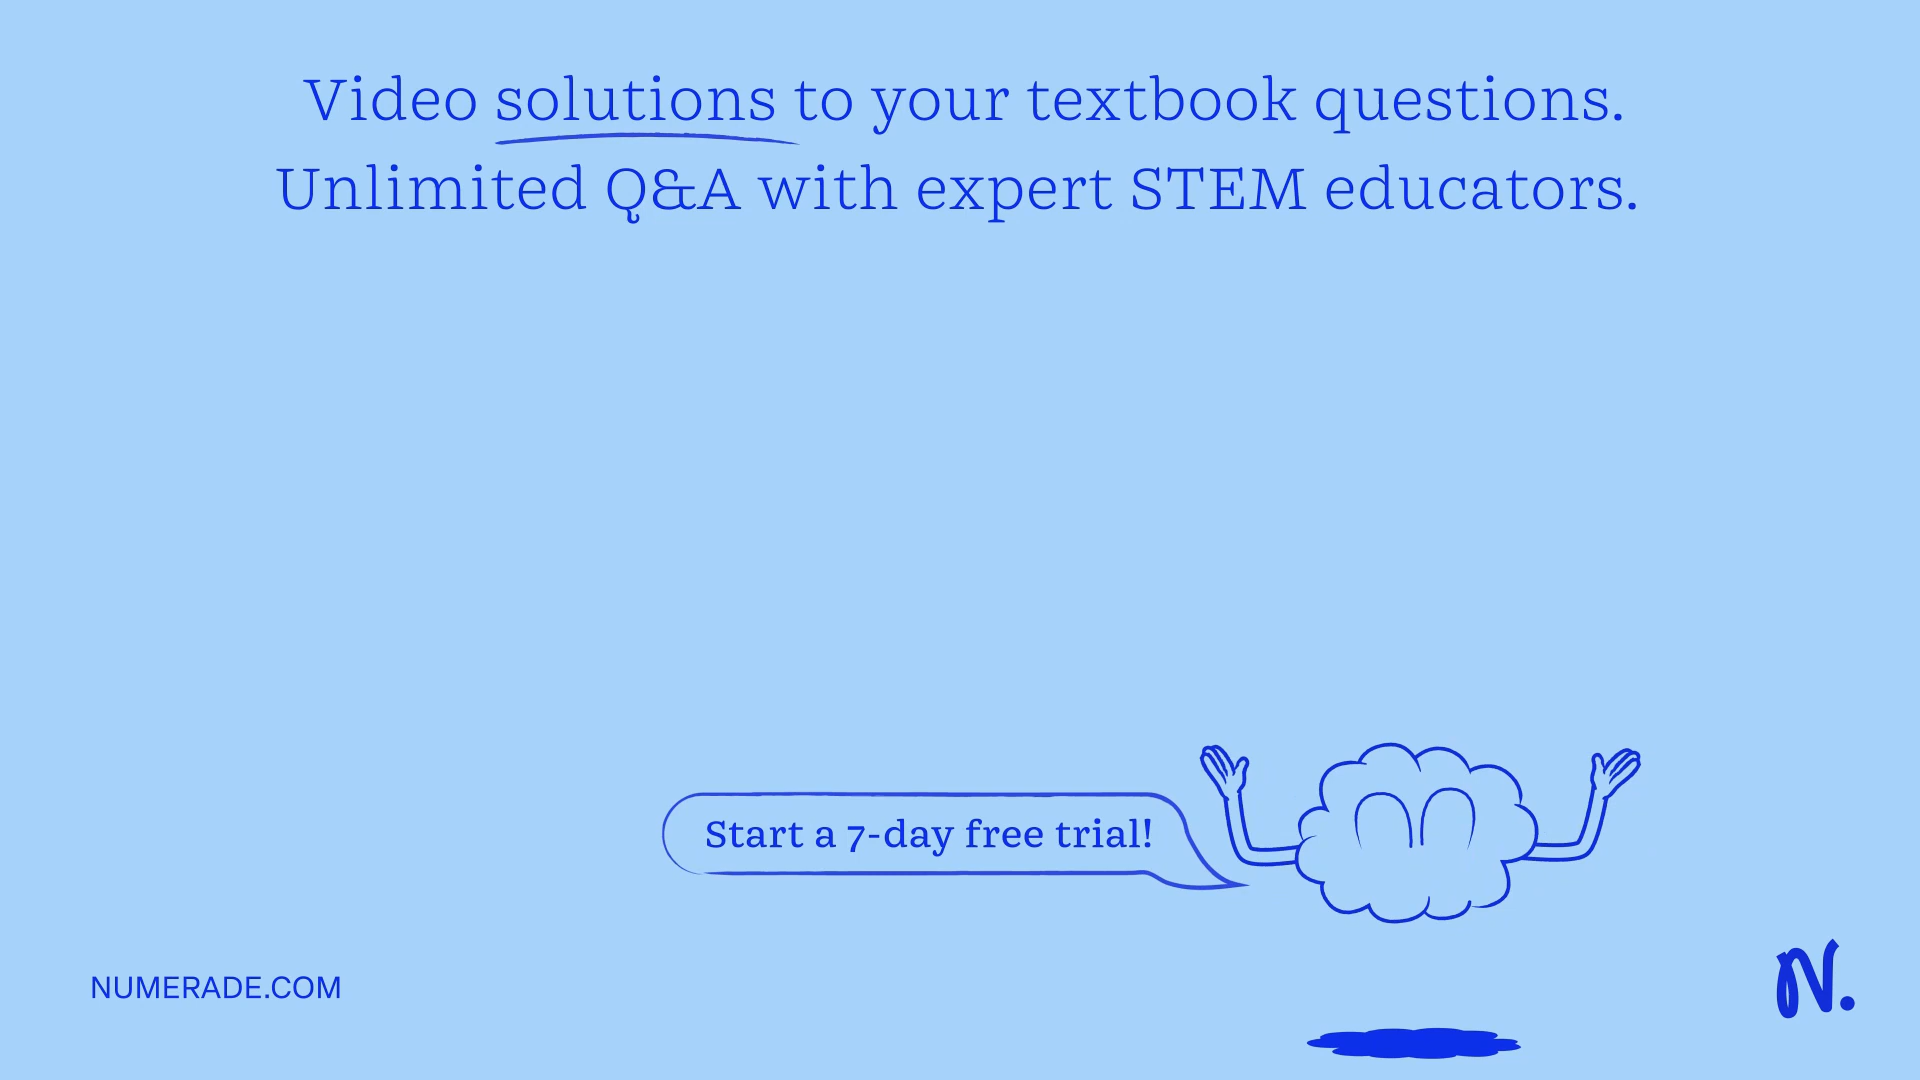 Video solutions to your textbook questions.
Unlimited Q&A with expert STEM educators.
Start a 7-day free trial!
NUMERADE.COM
N.